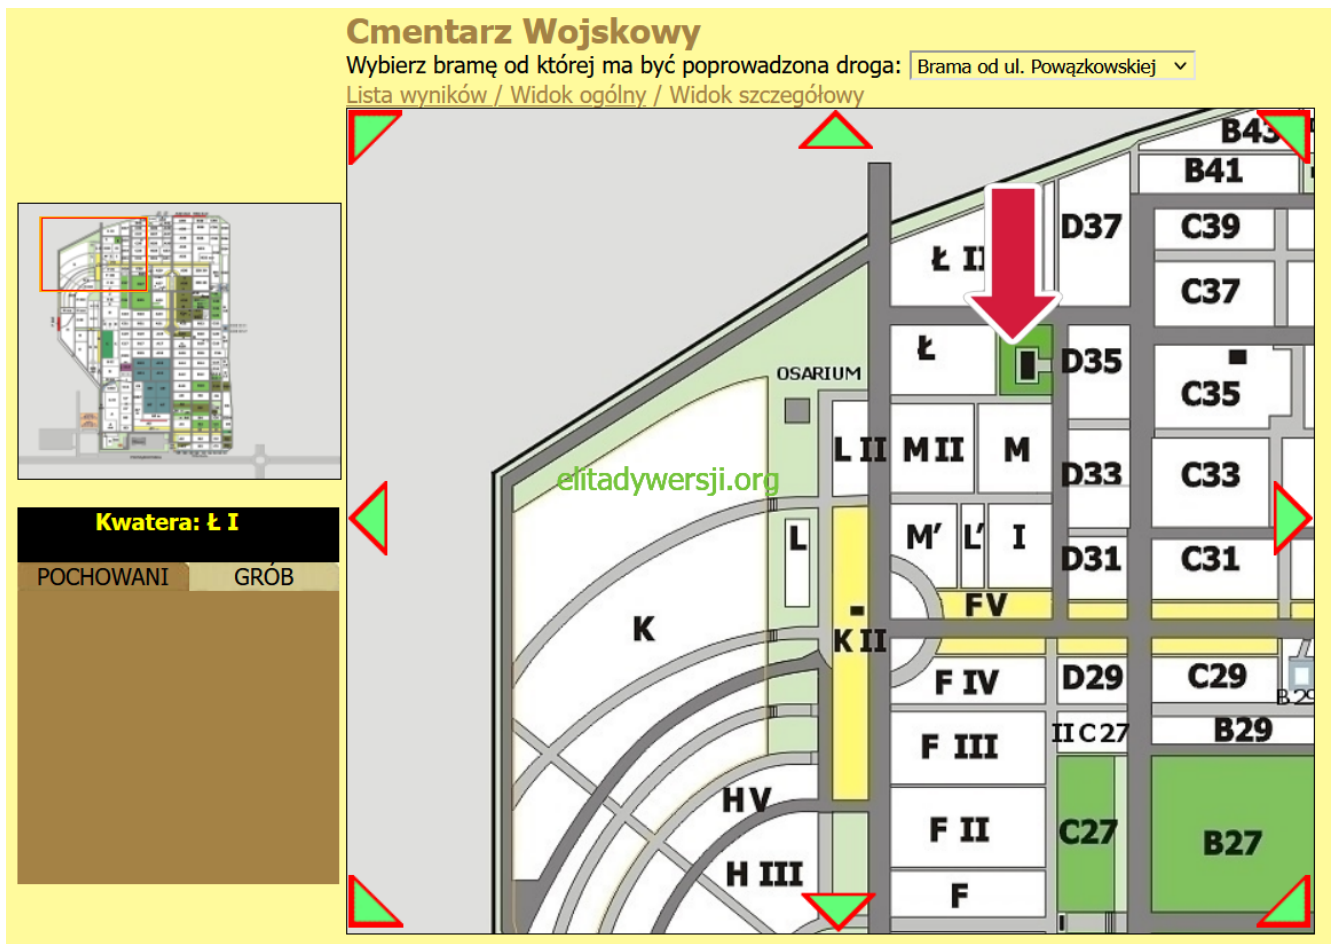 Cmentarz Wojskowy
Wybierz bramę od której ma być poprowadzona droga: Brama od ul. Powązkowskiej
Lista wyników / Widok ogólny / Widok szczegółowy
B43
B41
D37
C39
Ł II
C37
Ł
D35
OSARIUM
C35
L II
M II
M
D33
C33
elitadywersji.org
Kwatera: Ł I
L
M'
L'
I
D31
C31
POCHOWANI
GRÓB
F V
K
K II
F IV
D29
C29
B29
F III
II C 27
B29
H V
F II
C27
B27
H III
F